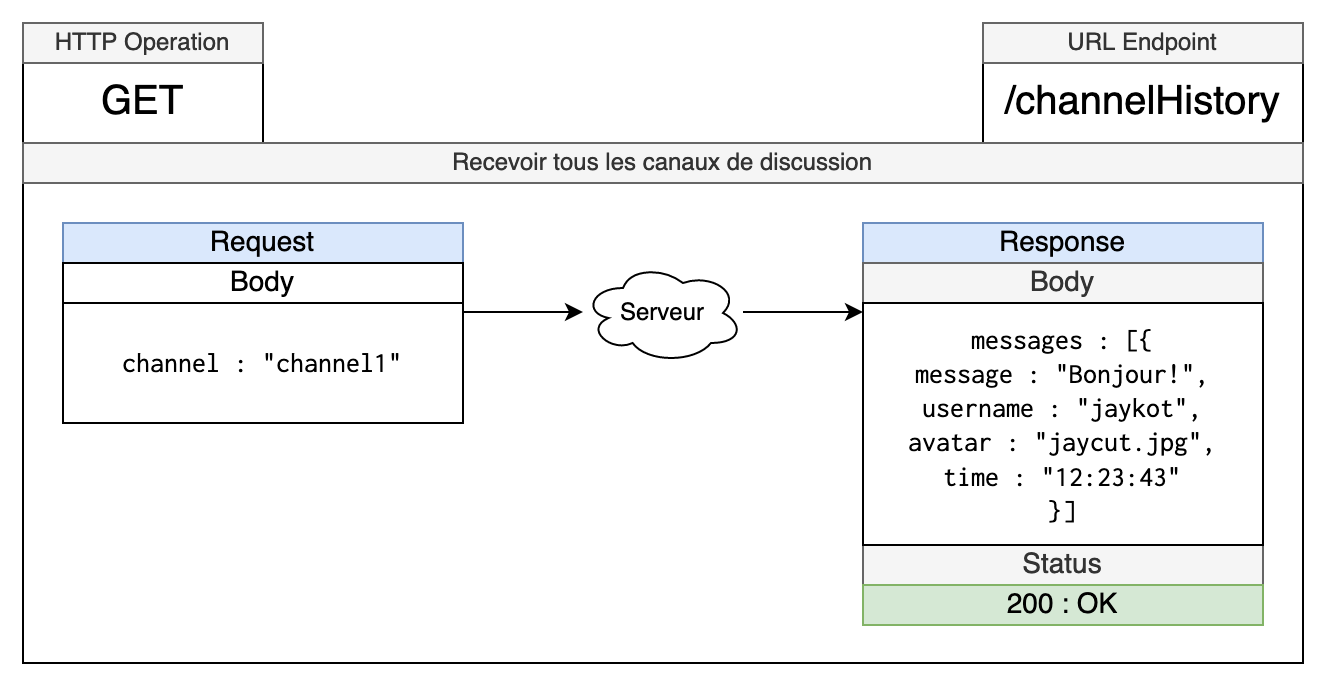 HTTP Operation
URL Endpoint
GET
/channelHistory
Recevoir tous les canaux de discussion
Request
Body
channel : "channel1"
Serveur
Response
Body
messages : [{
message : "Bonjour!",
username : "jaykot",
avatar : "jaycut.jpg",
time : "12:23:43"
}]
Status
200 : OK